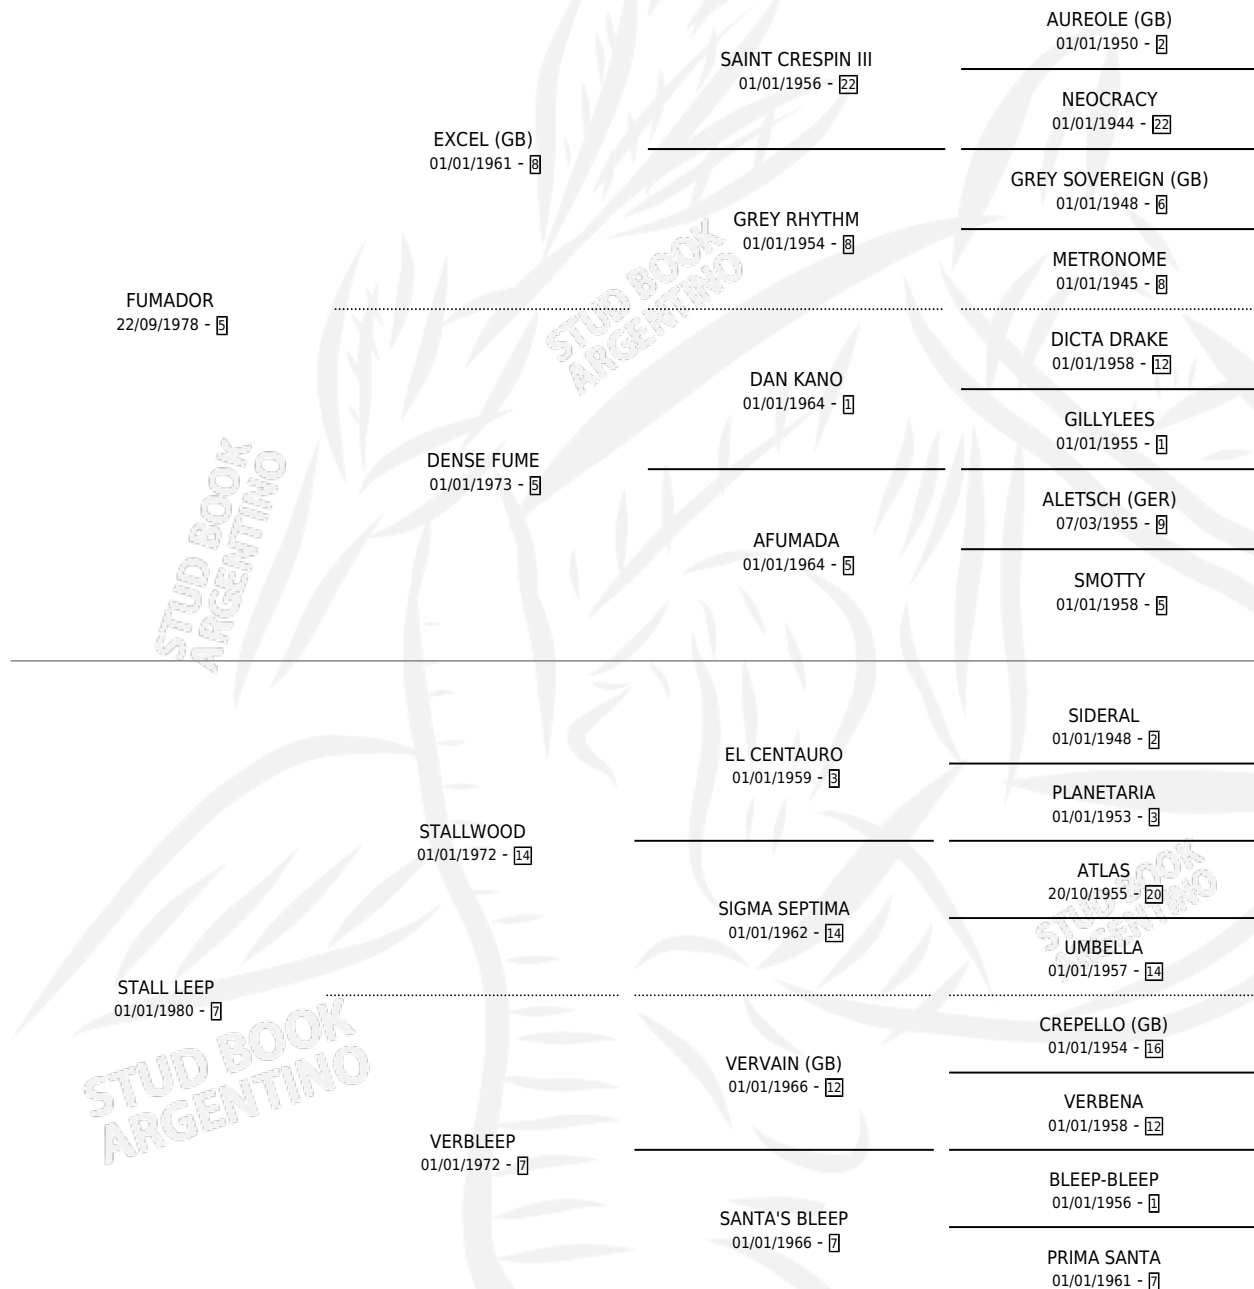 AUREOLE (GB)
01/01/1950 - 2
SAINT CRESPIN III
01/01/1956 - 22
NEOCRACY
01/01/1944 - 22
EXCEL (GB)
01/01/1961 - 8
GREY SOVEREIGN (GB)
01/01/1948 - 6
GREY RHYTHM
01/01/1954 - 8
METRONOME
01/01/1945 - 8
FUMADOR
22/09/1978 - 5
DICTA DRAKE
01/01/1958 - 12
DAN KANO
01/01/1964 - 1
GILLYLEES
01/01/1955 - 1
DENSE FUME
01/01/1973 - 5
ALETSCH (GER)
07/03/1955 - 9
AFUMADA
01/01/1964 - 5
SMOTTY
01/01/1958 - 5
SIDERAL
01/01/1948 - 2
EL CENTAURO
01/01/1959 - 3
PLANETARIA
01/01/1953 - 3
STALLWOOD
01/01/1972 - 14
ATLAS
20/10/1955 - 20
SIGMA SEPTIMA
01/01/1962 - 14
UMBELLA
01/01/1957 - 14
STALL LEEP
01/01/1980 - 7
CREPELLO (GB)
01/01/1954 - 16
VERVAIN (GB)
01/01/1966 - 12
VERBENA
01/01/1958 - 12
VERBLEEP
01/01/1972 - 7
BLEEP-BLEEP
01/01/1956 - 1
SANTA'S BLEEP
01/01/1966 - 7
PRIMA SANTA
01/01/1961 - 7
STUD BOOK
ARGENTINO
STUD BOOK
ARGENTINO
STUD BOOK
ARGENTINO
STUD BOOK
ARGENTINO